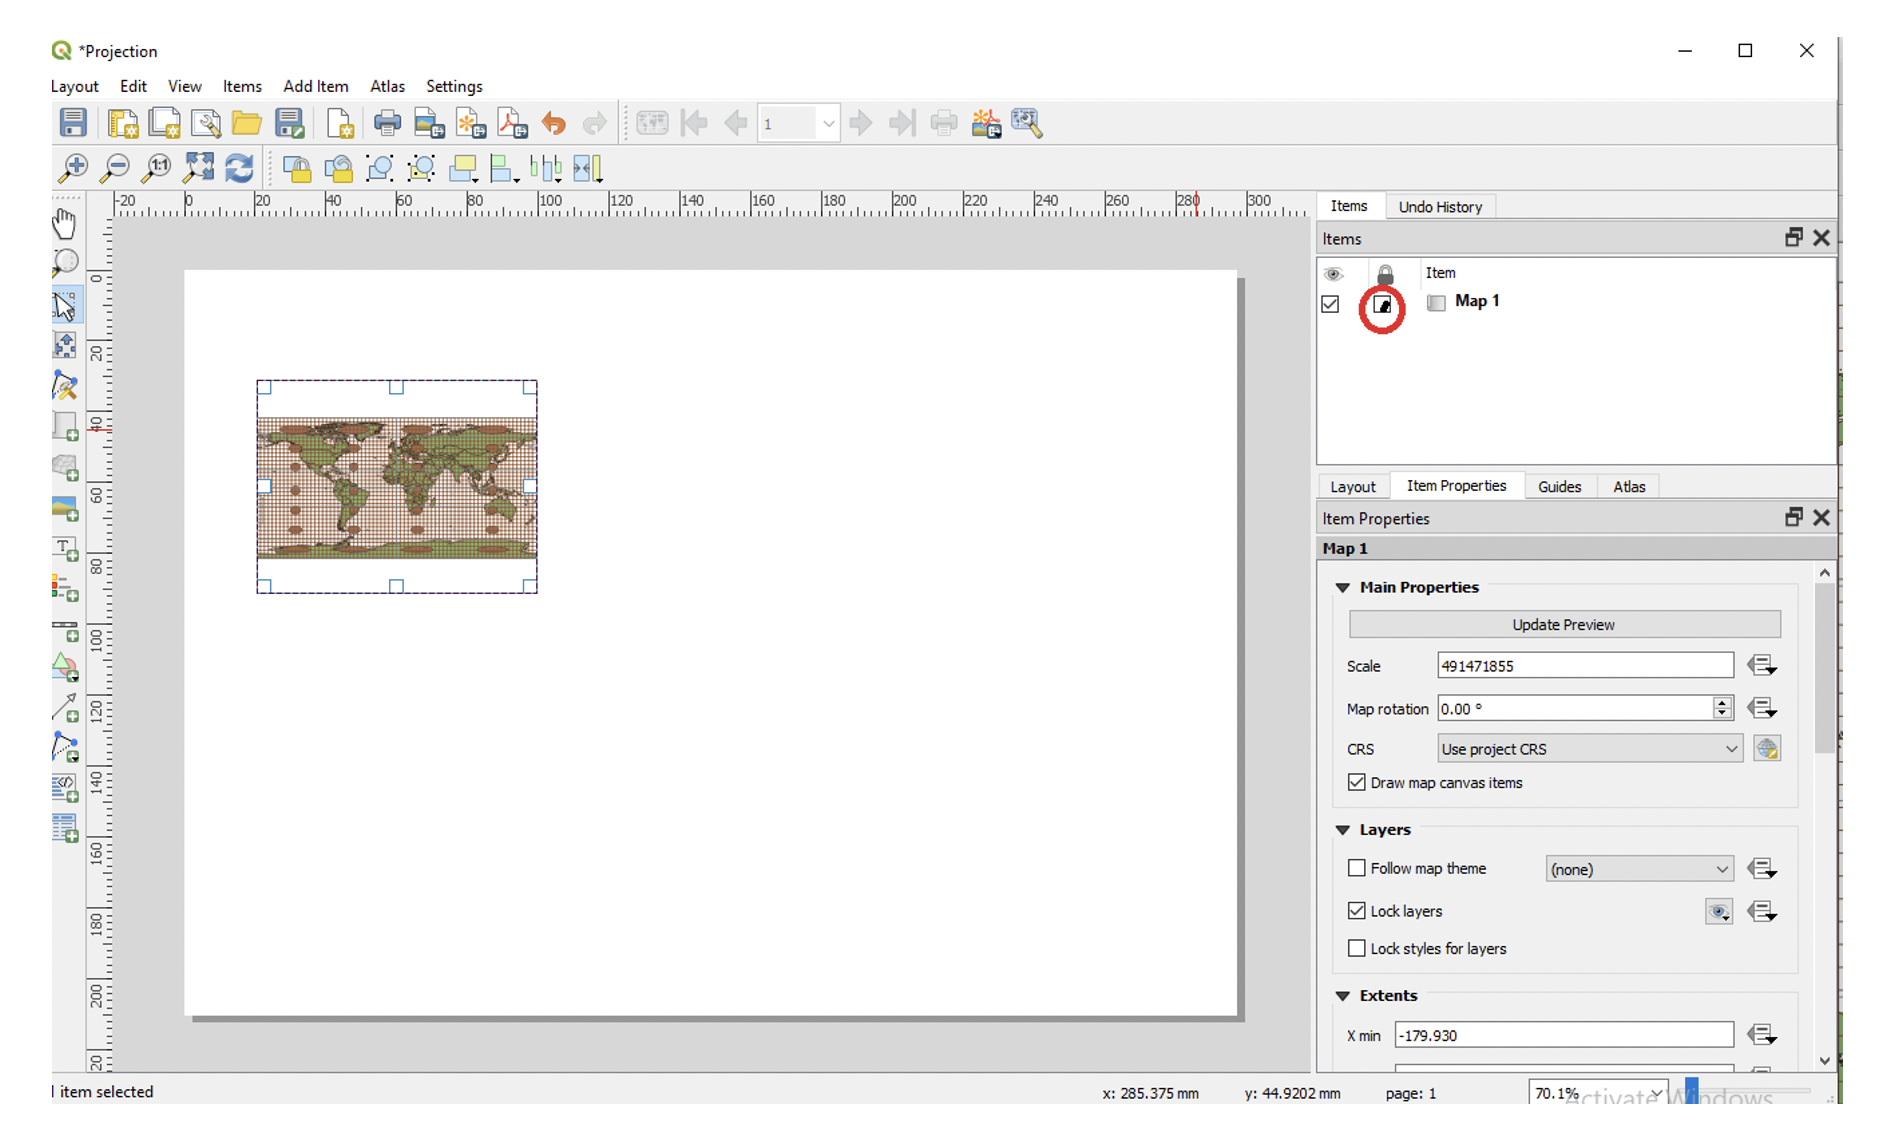 *Projection
Layout Edit View Items Add Item Atlas Settings
1
1:1
-20 0 20 40 60 80 100 120 140 160 180 200 220 240 260 280 300
0
20
40
60
80
100
120
140
160
180
200
20
T
Items Undo History
Items
Item
Map 1
Layout Item Properties Guides Atlas
Item Properties
Map 1
Main Properties
Update Preview
Scale 491471855
Map rotation 0.00 °
CRS Use project CRS
Draw map canvas items
Layers
Follow map theme (none)
Lock layers
Lock styles for layers
Extents
X min -179.930
item selected x: 285.375 mm y: 44.9202 mm page: 1 70.1%
Activate Windows